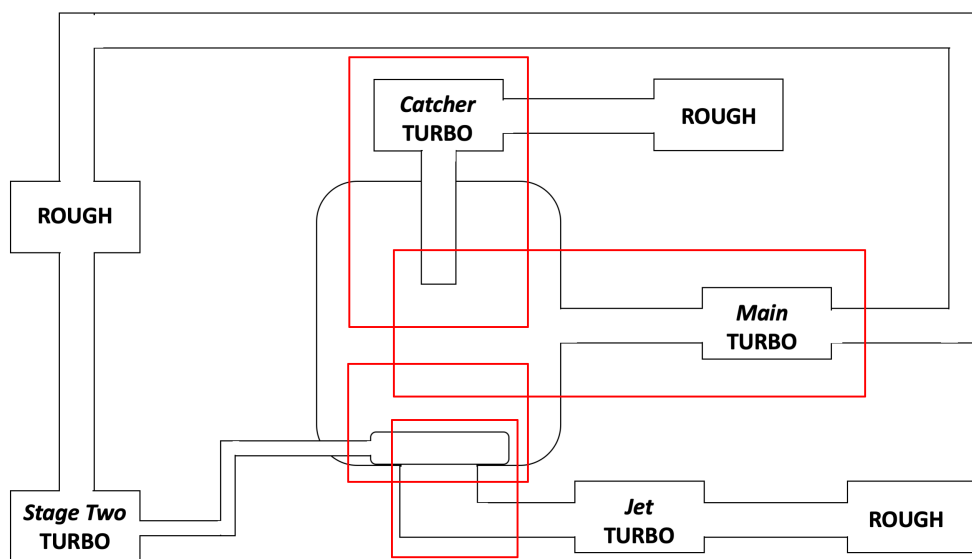 Catcher
TURBO
ROUGH
ROUGH
Main
TURBO
Stage Two
TURBO
Jet
TURBO
ROUGH